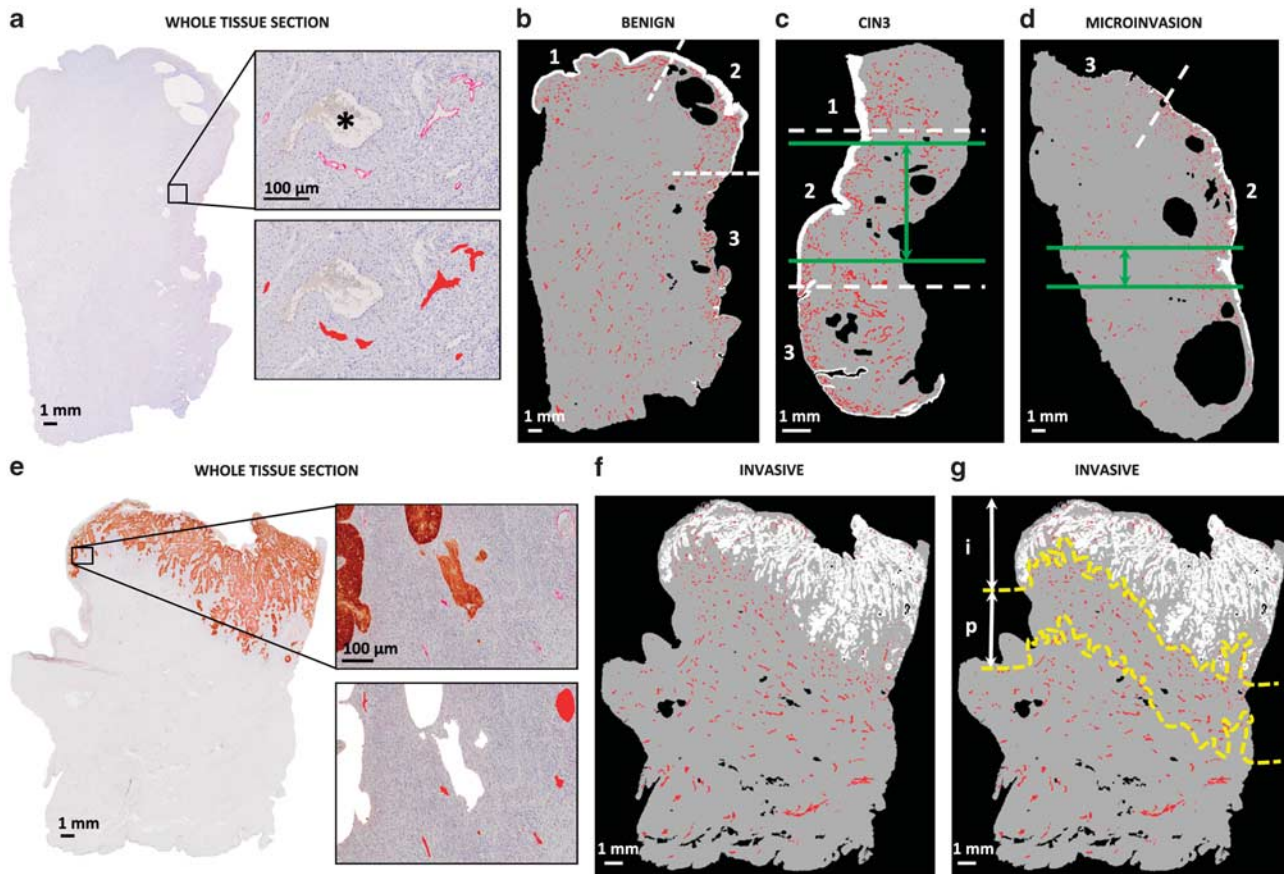 a
WHOLE TISSUE SECTION
*
100 µm
1 mm
b
BENIGN
1
2
3
1 mm
c
CIN3
1
2
3
1 mm
d
MICROINVASION
3
2
1 mm
e
WHOLE TISSUE SECTION
100 µm
1 mm
f
INVASIVE
1 mm
g
INVASIVE
i
p
1 mm